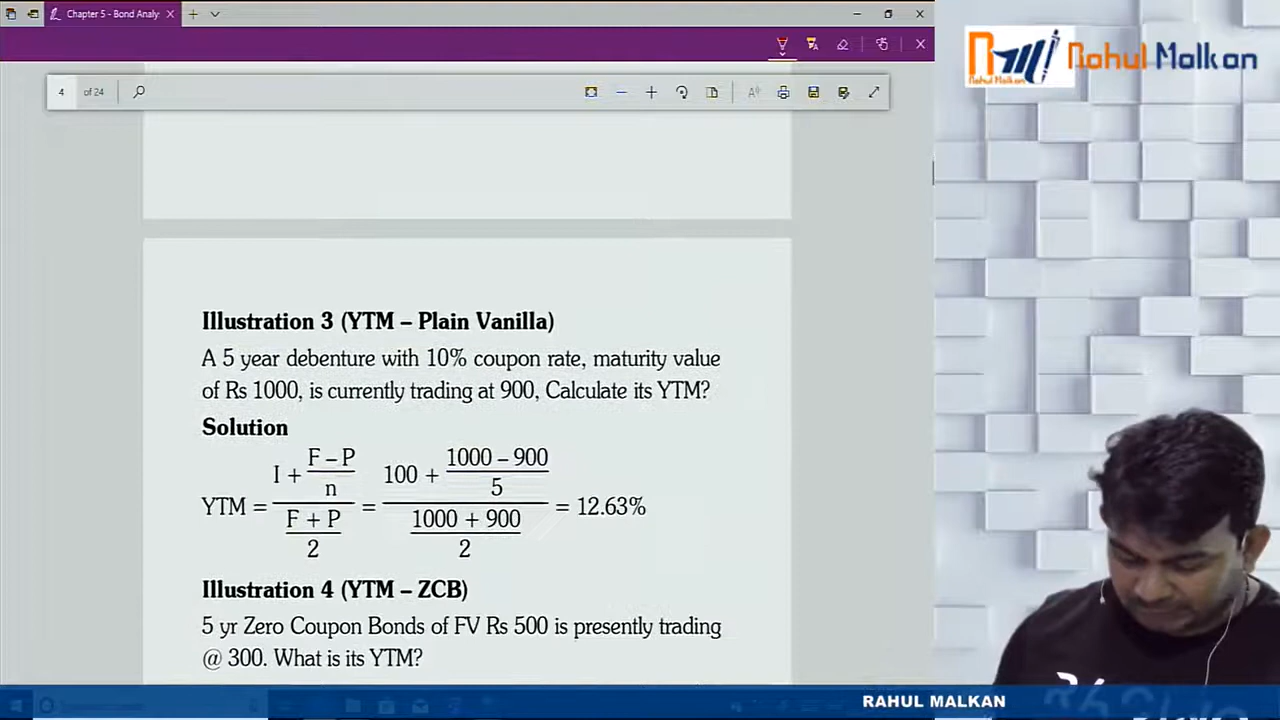 Chapter 5 - Bond Analy
4 of 24
Illustration 3 (YTM – Plain Vanilla)
A 5 year debenture with 10% coupon rate, maturity value
of Rs 1000, is currently trading at 900, Calculate its YTM?
Solution
YTM = (I + (F – P)/n) / ((F + P)/2) = (100 + (1000 – 900)/5) / ((1000 + 900)/2) = 12.63%
Illustration 4 (YTM – ZCB)
5 yr Zero Coupon Bonds of FV Rs 500 is presently trading
@ 300. What is its YTM?
Rahul Malkan
Rahul Malkan
RAHUL MALKAN